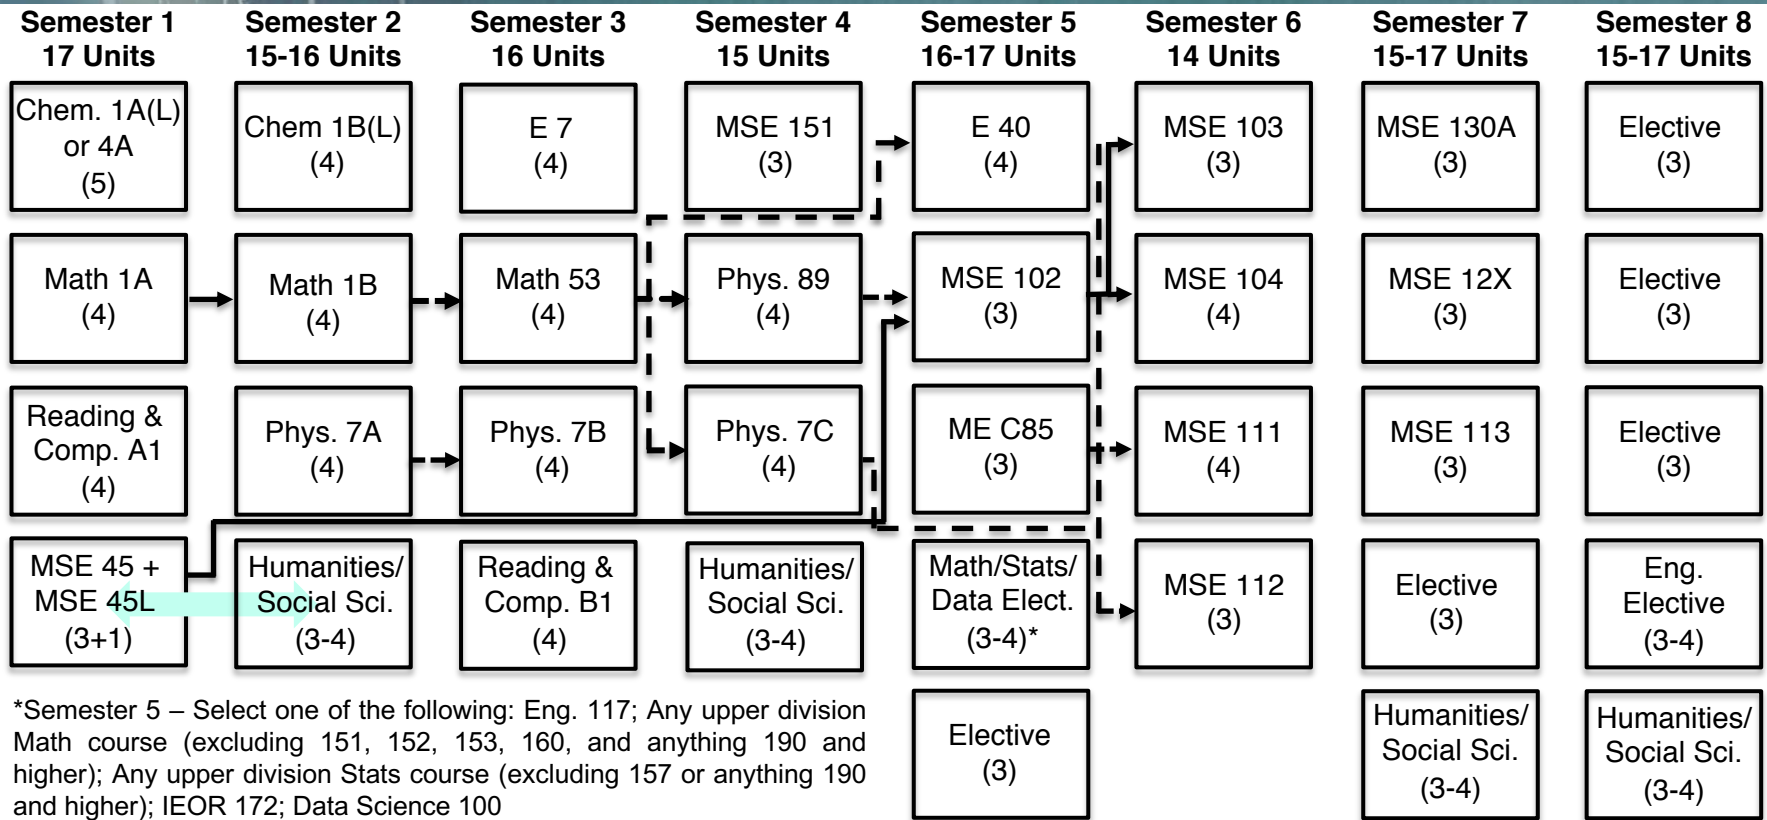 Semester 1
17 Units
Semester 2
15-16 Units
Semester 3
16 Units
Semester 4
15 Units
Semester 5
16-17 Units
Semester 6
14 Units
Semester 7
15-17 Units
Semester 8
15-17 Units
Chem. 1A(L)
or 4A
(5)
Chem 1B(L)
(4)
E 7
(4)
MSE 151
(3)
E 40
(4)
MSE 103
(3)
MSE 130A
(3)
Elective
(3)
Math 1A
(4)
Math 1B
(4)
Math 53
(4)
Phys. 89
(4)
MSE 102
(3)
MSE 104
(4)
MSE 12X
(3)
Elective
(3)
Reading &
Comp. A1
(4)
Phys. 7A
(4)
Phys. 7B
(4)
Phys. 7C
(4)
ME C85
(3)
MSE 111
(4)
MSE 113
(3)
Elective
(3)
MSE 45 +
MSE 45L
(3+1)
Humanities/
Social Sci.
(3-4)
Reading &
Comp. B1
(4)
Humanities/
Social Sci.
(3-4)
Math/Stats/
Data Elect.
(3-4)*
MSE 112
(3)
Elective
(3)
Eng.
Elective
(3-4)
Elective
(3)
Humanities/
Social Sci.
(3-4)
Humanities/
Social Sci.
(3-4)
*Semester 5 – Select one of the following: Eng. 117; Any upper division
Math course (excluding 151, 152, 153, 160, and anything 190 and
higher); Any upper division Stats course (excluding 157 or anything 190
and higher); IEOR 172; Data Science 100